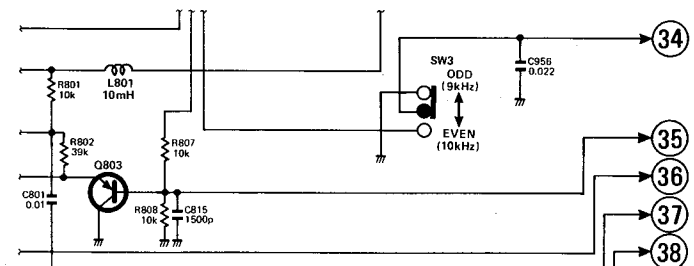 34
SW3
ODD
(9kHz)
C956
0.022
R801
10k
L801
10mH
EVEN
(10kHz)
R802
39k
R807
10k
35
Q803
36
C801
0.01
R808
10k
C815
1500p
37
38